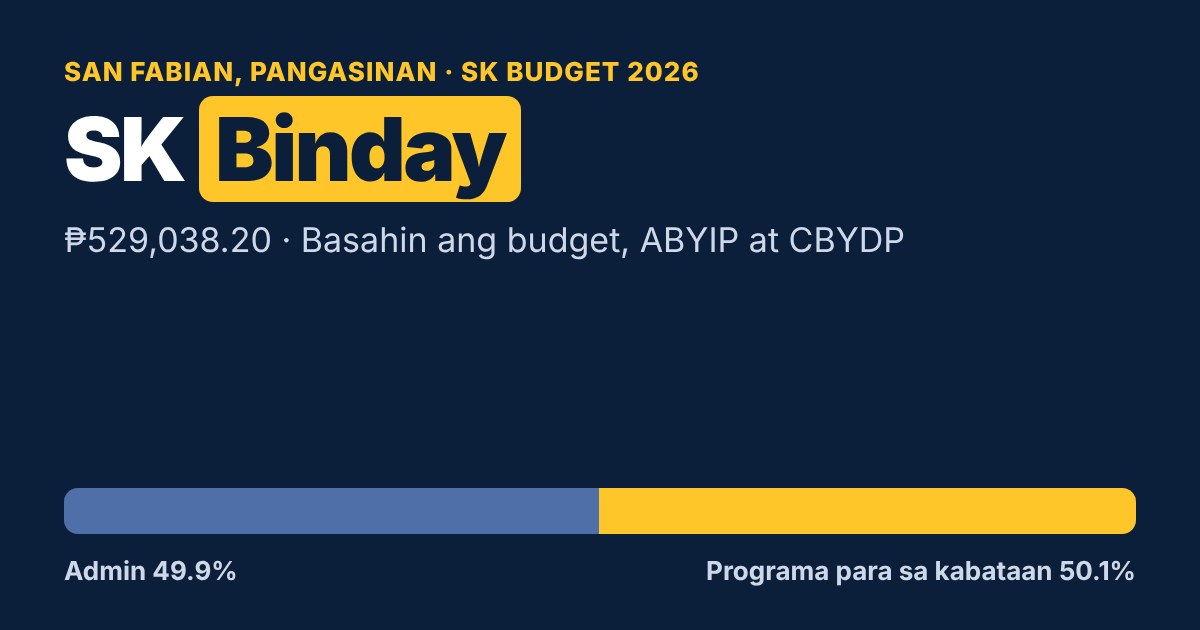 SAN FABIAN, PANGASINAN · SK BUDGET 2026
SK Binday
₱529,038.20 · Basahin ang budget, ABYIP at CBYDP
Admin 49.9%
Programa para sa kabataan 50.1%